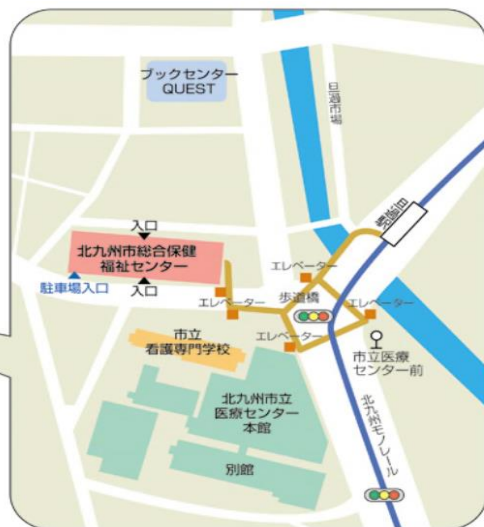 ブックセンター
QUEST
旦過市場
旦過駅
入口
北九州市総合保健
福祉センター
駐車場入口
入口
エレベーター
エレベーター
歩道橋
エレベーター
エレベーター
市立
看護専門学校
市立医療
センター前
北九州市立
医療センター
本館
別館
北九州モノレール